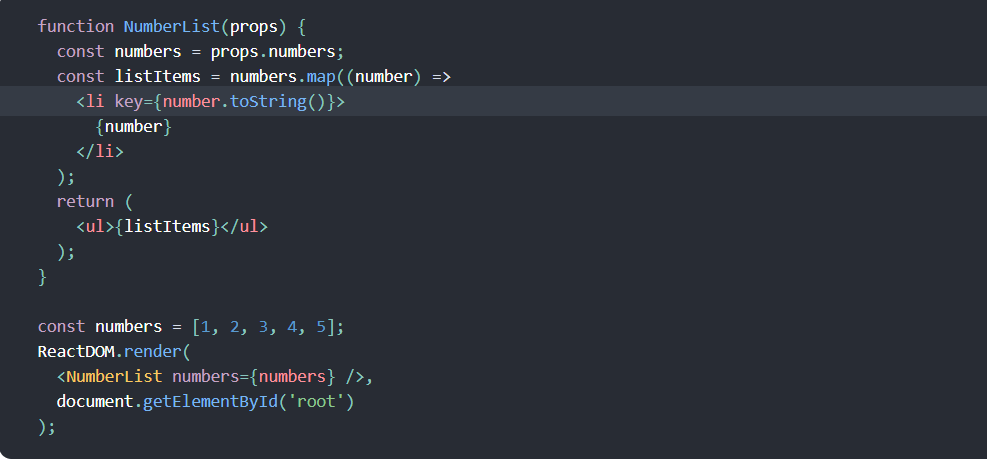 function NumberList(props) {
  const numbers = props.numbers;
  const listItems = numbers.map((number) =>
    <li key={number.toString()}>
      {number}
    </li>
  );
  return (
    <ul>{listItems}</ul>
  );
}

const numbers = [1, 2, 3, 4, 5];
ReactDOM.render(
  <NumberList numbers={numbers} />,
  document.getElementById('root')
);